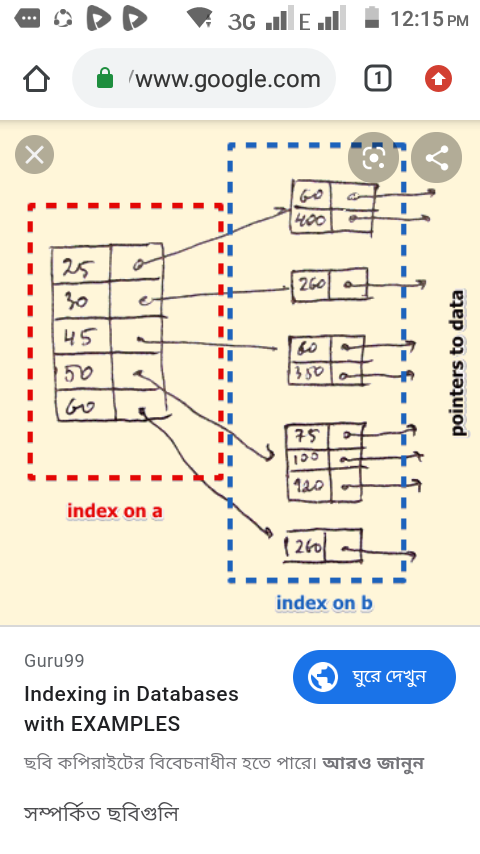 3G E 12:15 PM
/www.google.com 1
60
400
25
30
45
50
60
260
60
350
75
100
120
260
pointers to data
index on a
index on b
Guru99
ঘুরে দেখুন
Indexing in Databases
with EXAMPLES
ছবি কপিরাইটের বিবেচনাধীন হতে পারে। আরও জানুন
সম্পর্কিত ছবিগুলি